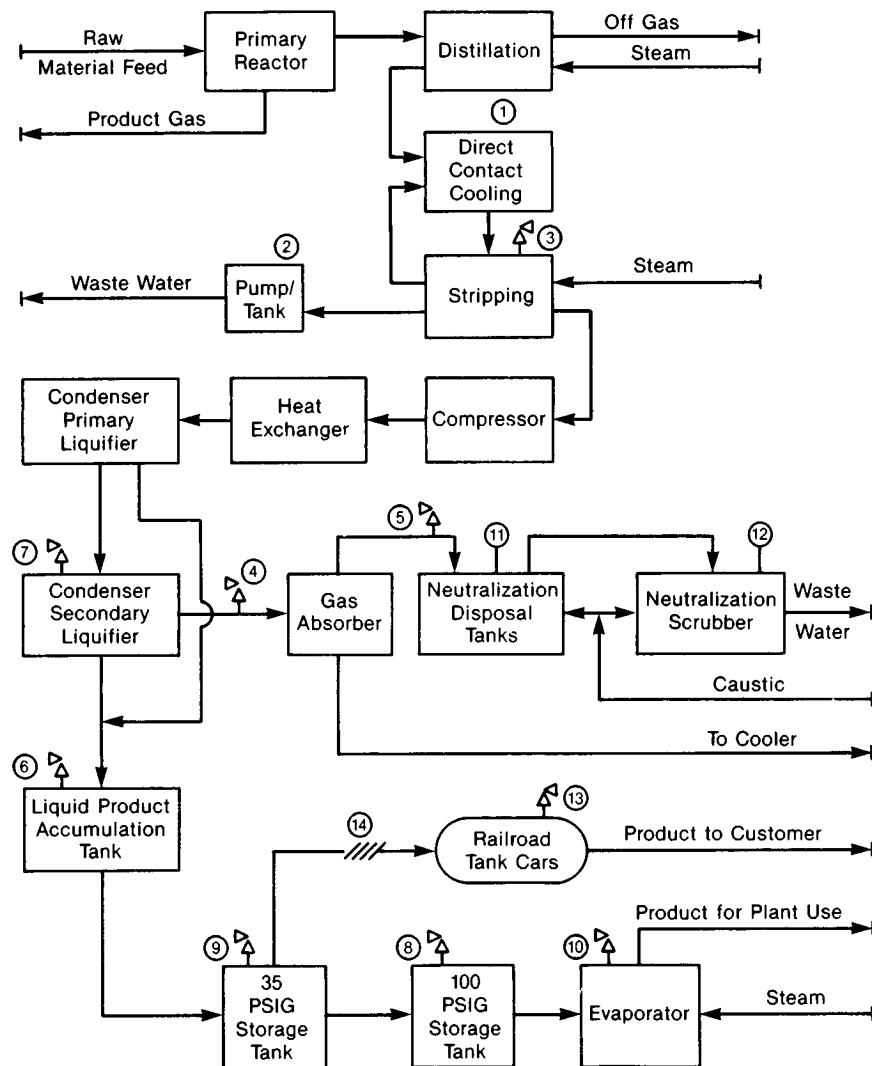 Raw
Material Feed
Primary
Reactor
Distillation
Off Gas
Steam
Product Gas
1
Direct
Contact
Cooling
2
3
Waste Water
Pump/
Tank
Stripping
Steam
Condenser
Primary
Liquifier
Heat
Exchanger
Compressor
7
4
5
11
12
Condenser
Secondary
Liquifier
Gas
Absorber
Neutralization
Disposal
Tanks
Neutralization
Scrubber
Waste
Water
Caustic
To Cooler
6
Liquid Product
Accumulation
Tank
14
13
Railroad
Tank Cars
Product to Customer
Product for Plant Use
9
8
10
35
PSIG
Storage
Tank
100
PSIG
Storage
Tank
Evaporator
Steam